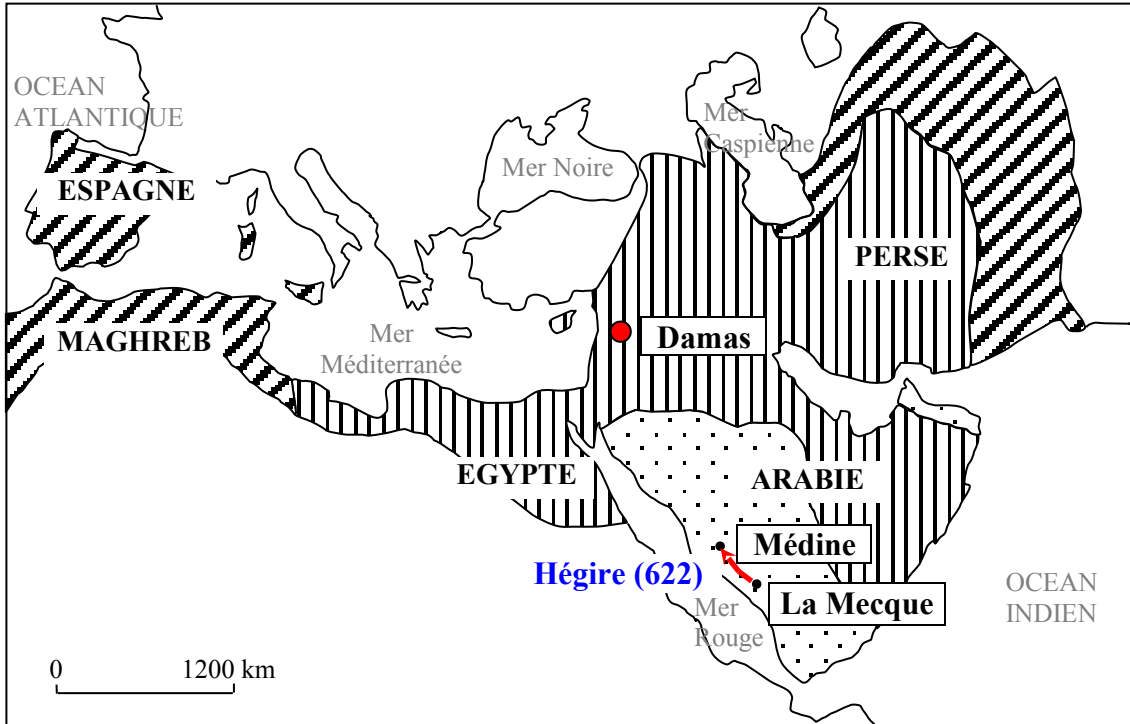 OCEAN
ATLANTIQUE
Mer
Caspienne
Mer Noire
ESPAGNE
PERSE
MAGHREB
Mer
Méditerranée
Damas
EGYPTE
ARABIE
Médine
Hégire (622)
La Mecque
Mer
Rouge
OCEAN
INDIEN
0 1200 km